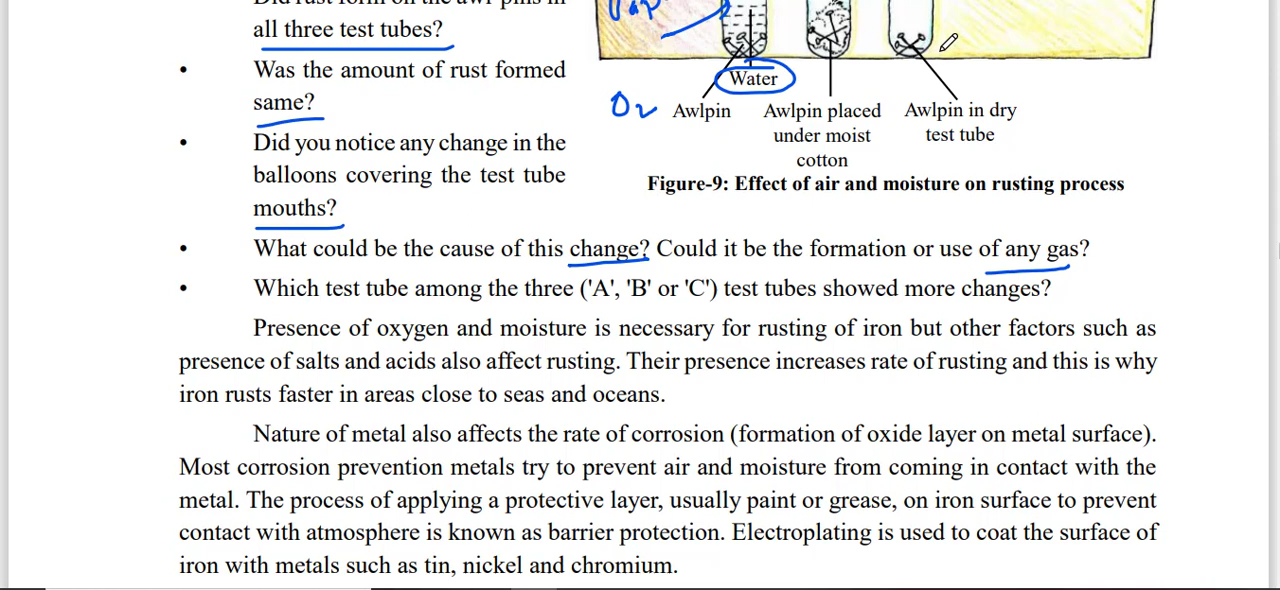 all three test tubes?
• Was the amount of rust formed
same?
• Did you notice any change in the
balloons covering the test tube
mouths?
Water
O2 Awlpin
Awlpin placed
under moist
cotton
Awlpin in dry
test tube
Figure-9: Effect of air and moisture on rusting process
• What could be the cause of this change? Could it be the formation or use of any gas?
• Which test tube among the three ('A', 'B' or 'C') test tubes showed more changes?
Presence of oxygen and moisture is necessary for rusting of iron but other factors such as
presence of salts and acids also affect rusting. Their presence increases rate of rusting and this is why
iron rusts faster in areas close to seas and oceans.
Nature of metal also affects the rate of corrosion (formation of oxide layer on metal surface).
Most corrosion prevention metals try to prevent air and moisture from coming in contact with the
metal. The process of applying a protective layer, usually paint or grease, on iron surface to prevent
contact with atmosphere is known as barrier protection. Electroplating is used to coat the surface of
iron with metals such as tin, nickel and chromium.